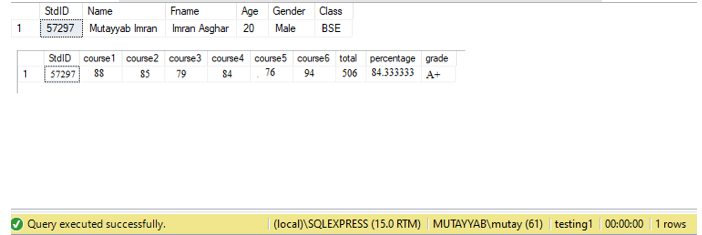 StdID Name Fname Age Gender Class
1 57297 Mutayyab Imran Imran Asghar 20 Male BSE
StdID course1 course2 course3 course4 course5 course6 total percentage grade
1 57297 88 85 79 84 . 76 94 506 84.333333 A+
Query executed successfully. (local)\SQLEXPRESS (15.0 RTM) MUTAYYAB\mutay (61) testing1 00:00:00 1 rows